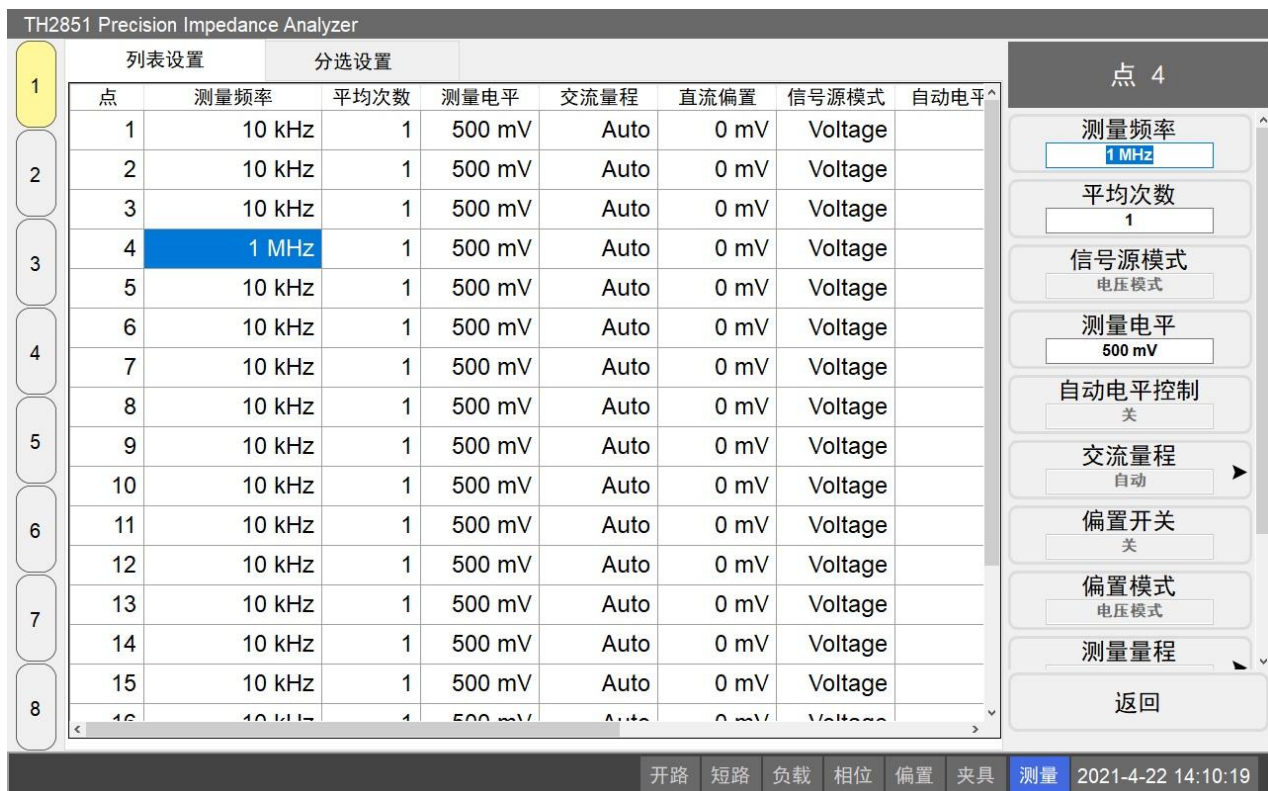 TH2851 Precision Impedance Analyzer
1
2
3
4
5
6
7
8
列表设置 分选设置
点 测量频率 平均次数 测量电平 交流量程 直流偏置 信号源模式 自动电平
1 10 kHz 1 500 mV Auto 0 mV Voltage
2 10 kHz 1 500 mV Auto 0 mV Voltage
3 10 kHz 1 500 mV Auto 0 mV Voltage
4 1 MHz 1 500 mV Auto 0 mV Voltage
5 10 kHz 1 500 mV Auto 0 mV Voltage
6 10 kHz 1 500 mV Auto 0 mV Voltage
7 10 kHz 1 500 mV Auto 0 mV Voltage
8 10 kHz 1 500 mV Auto 0 mV Voltage
9 10 kHz 1 500 mV Auto 0 mV Voltage
10 10 kHz 1 500 mV Auto 0 mV Voltage
11 10 kHz 1 500 mV Auto 0 mV Voltage
12 10 kHz 1 500 mV Auto 0 mV Voltage
13 10 kHz 1 500 mV Auto 0 mV Voltage
14 10 kHz 1 500 mV Auto 0 mV Voltage
15 10 kHz 1 500 mV Auto 0 mV Voltage
16 10 kHz 1 500 mV Auto 0 mV Voltage
点 4
测量频率
1 MHz
平均次数
1
信号源模式
电压模式
测量电平
500 mV
自动电平控制
关
交流量程
自动
偏置开关
关
偏置模式
电压模式
测量量程
返回
开路 短路 负载 相位 偏置 夹具 测量 2021-4-22 14:10:19